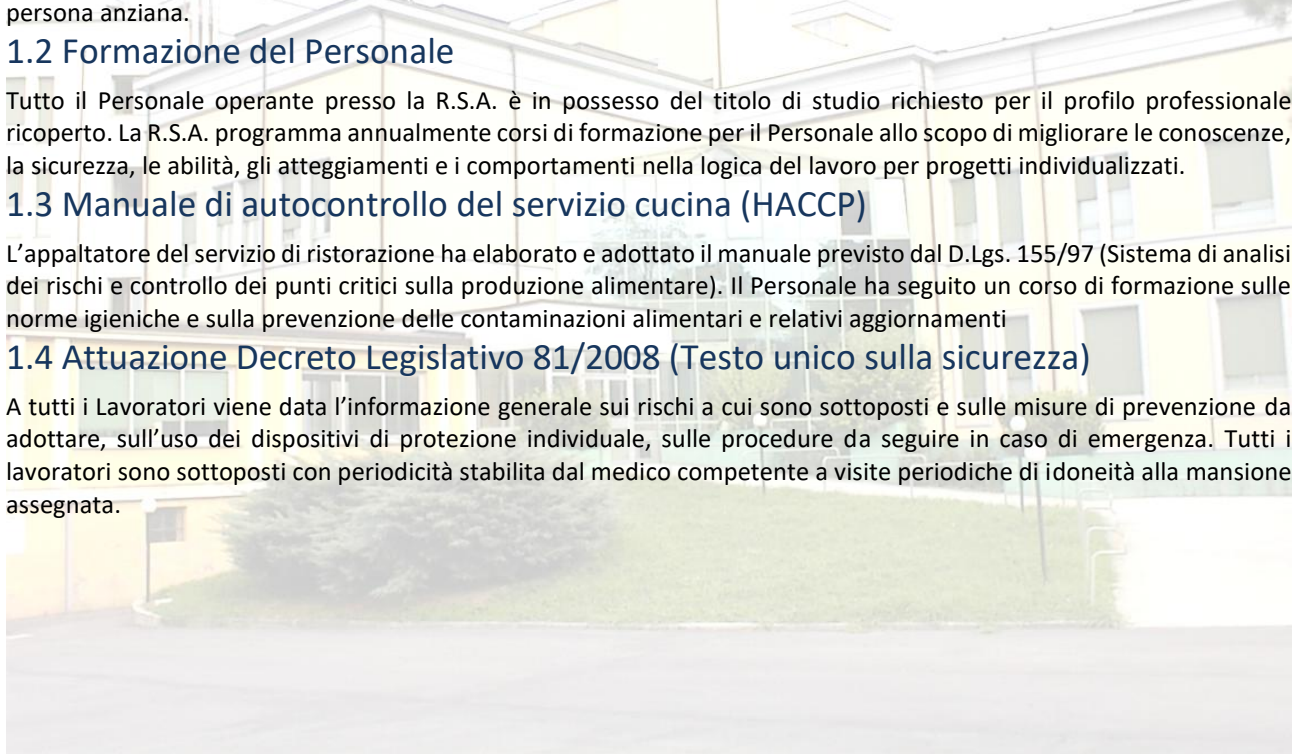 persona anziana.
1.2 Formazione del Personale
Tutto il Personale operante presso la R.S.A. è in possesso del titolo di studio richiesto per il profilo professionale
ricoperto. La R.S.A. programma annualmente corsi di formazione per il Personale allo scopo di migliorare le conoscenze,
la sicurezza, le abilità, gli atteggiamenti e i comportamenti nella logica del lavoro per progetti individualizzati.
1.3 Manuale di autocontrollo del servizio cucina (HACCP)
L’appaltatore del servizio di ristorazione ha elaborato e adottato il manuale previsto dal D.Lgs. 155/97 (Sistema di analisi
dei rischi e controllo dei punti critici sulla produzione alimentare). Il Personale ha seguito un corso di formazione sulle
norme igieniche e sulla prevenzione delle contaminazioni alimentari e relativi aggiornamenti
1.4 Attuazione Decreto Legislativo 81/2008 (Testo unico sulla sicurezza)
A tutti i Lavoratori viene data l’informazione generale sui rischi a cui sono sottoposti e sulle misure di prevenzione da
adottare, sull’uso dei dispositivi di protezione individuale, sulle procedure da seguire in caso di emergenza. Tutti i
lavoratori sono sottoposti con periodicità stabilita dal medico competente a visite periodiche di idoneità alla mansione
assegnata.